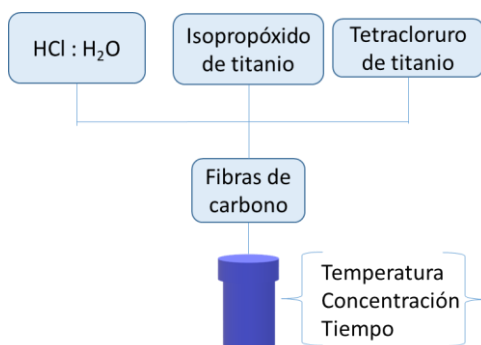 HCl : H₂O
Isopropóxido
de titanio
Tetracloruro
de titanio
Fibras de
carbono
Temperatura
Concentración
Tiempo